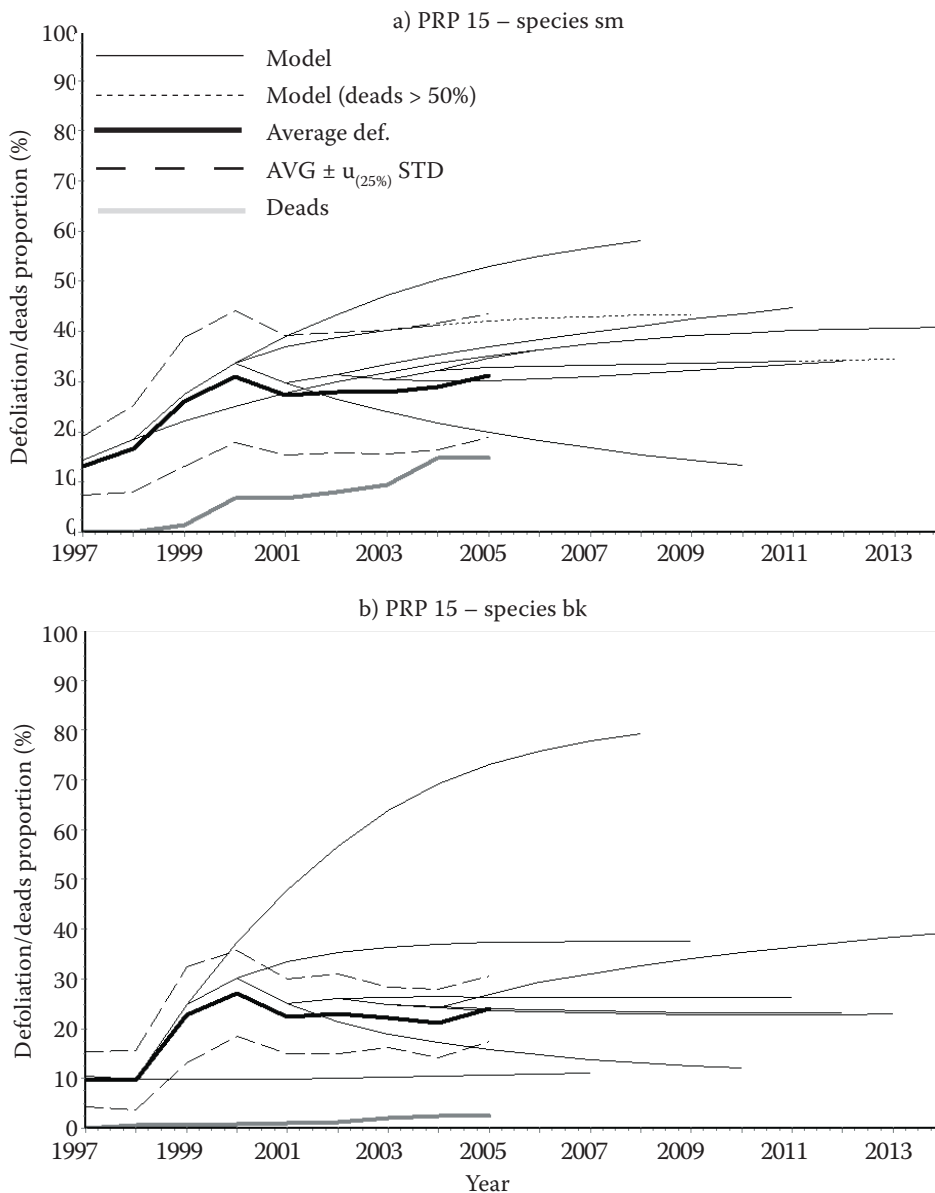 a) PRP 15 – species sm
Defoliation/deads proportion (%)
100
90
80
70
60
50
40
30
20
10
0
Model
Model (deads > 50%)
Average def.
AVG ± u(25%) STD
Deads
1997 1999 2001 2003 2005 2007 2009 2011 2013
b) PRP 15 – species bk
Defoliation/deads proportion (%)
100
90
80
70
60
50
40
30
20
10
0
1997 1999 2001 2003 2005 2007 2009 2011 2013
Year